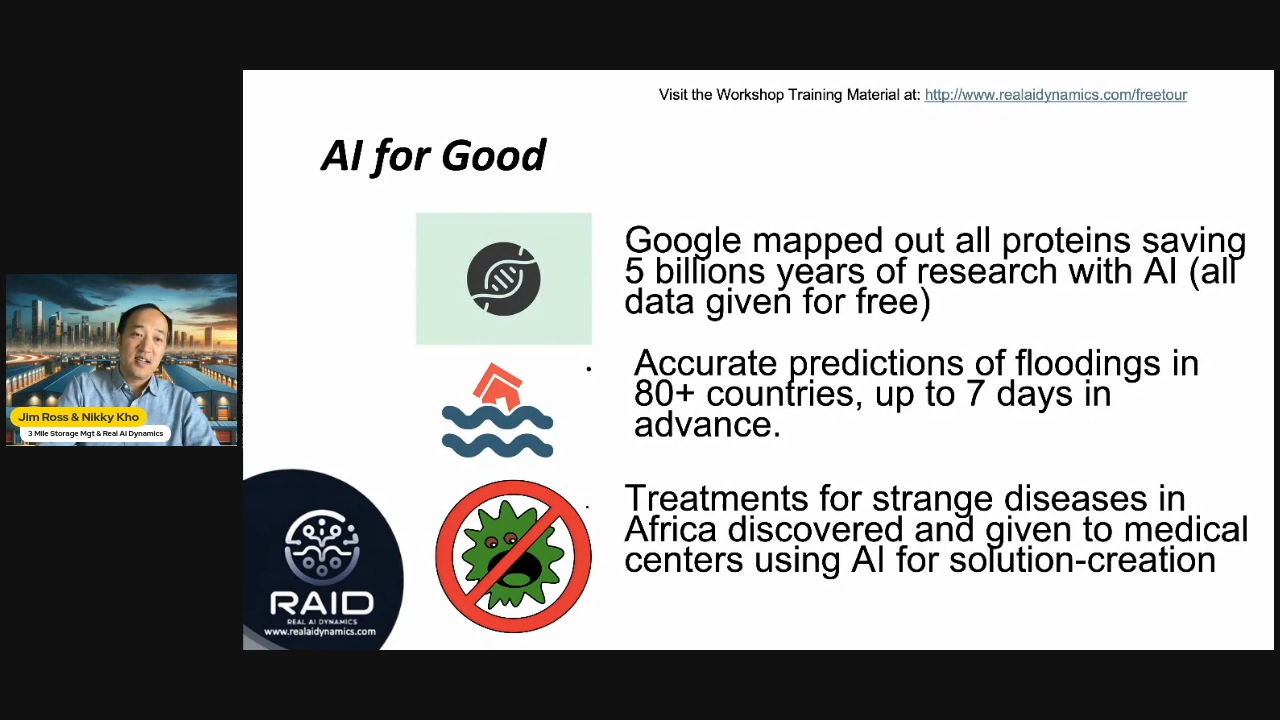 Visit the Workshop Training Material at: http://www.realaidynamics.com/freetour
AI for Good
Google mapped out all proteins saving
5 billions years of research with AI (all
data given for free)
Accurate predictions of floodings in
80+ countries, up to 7 days in
advance.
Treatments for strange diseases in
Africa discovered and given to medical
centers using AI for solution-creation
Jim Ross & Nikky Kho
3 Mile Storage Mgt & Real AI Dynamics
RAID
REAL AI DYNAMICS
www.realaidynamics.com